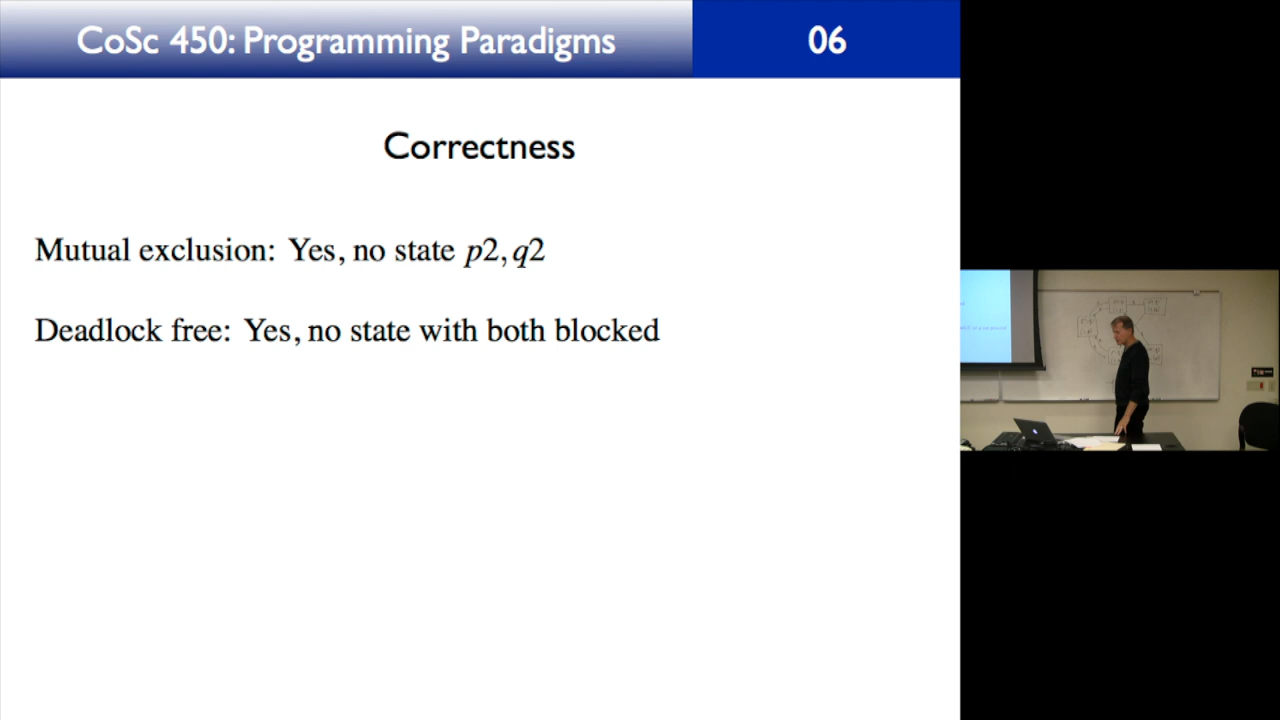 CoSc 450: Programming Paradigms
06
Correctness
Mutual exclusion: Yes, no state p2, q2
Deadlock free: Yes, no state with both blocked